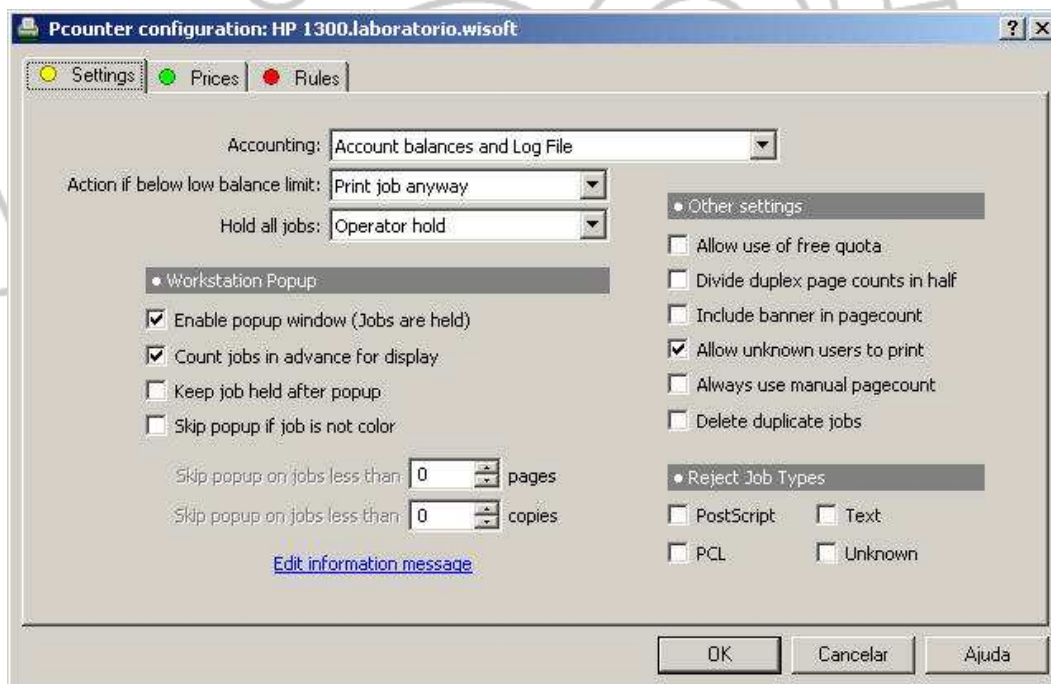 Pcounter configuration: HP 1300.laboratorio.wisoft
Settings Prices Rules
Accounting: Account balances and Log File
Action if below low balance limit: Print job anyway
Hold all jobs: Operator hold
• Workstation Popup
Enable popup window (Jobs are held)
Count jobs in advance for display
Keep job held after popup
Skip popup if job is not color
Skip popup on jobs less than 0 pages
Skip popup on jobs less than 0 copies
Edit information message
• Other settings
Allow use of free quota
Divide duplex page counts in half
Include banner in pagecount
Allow unknown users to print
Always use manual pagecount
Delete duplicate jobs
• Reject Job Types
PostScript Text
PCL Unknown
OK Cancelar Ajuda